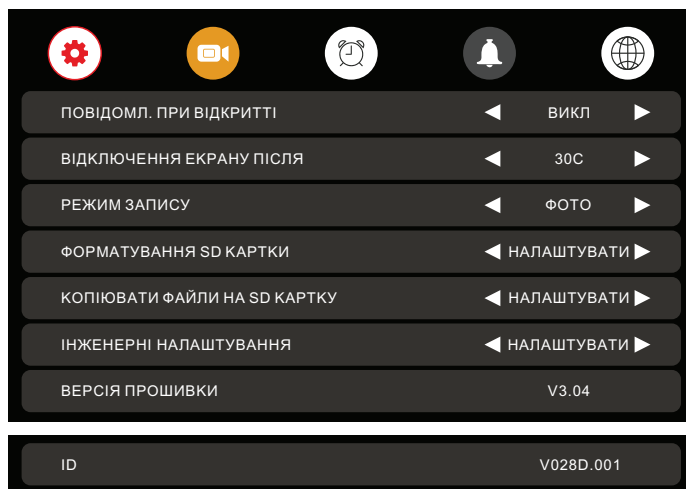 ПОВІДОМЛ. ПРИ ВІДКРИТТІ ВИКЛ
ВІДКЛЮЧЕННЯ ЕКРАНУ ПІСЛЯ 30С
РЕЖИМ ЗАПИСУ ФОТО
ФОРМАТУВАННЯ SD КАРТКИ НАЛАШТУВАТИ
КОПІЮВАТИ ФАЙЛИ НА SD КАРТКУ НАЛАШТУВАТИ
ІНЖЕНЕРНІ НАЛАШТУВАННЯ НАЛАШТУВАТИ
ВЕРСІЯ ПРОШИВКИ V3.04
ID V028D.001